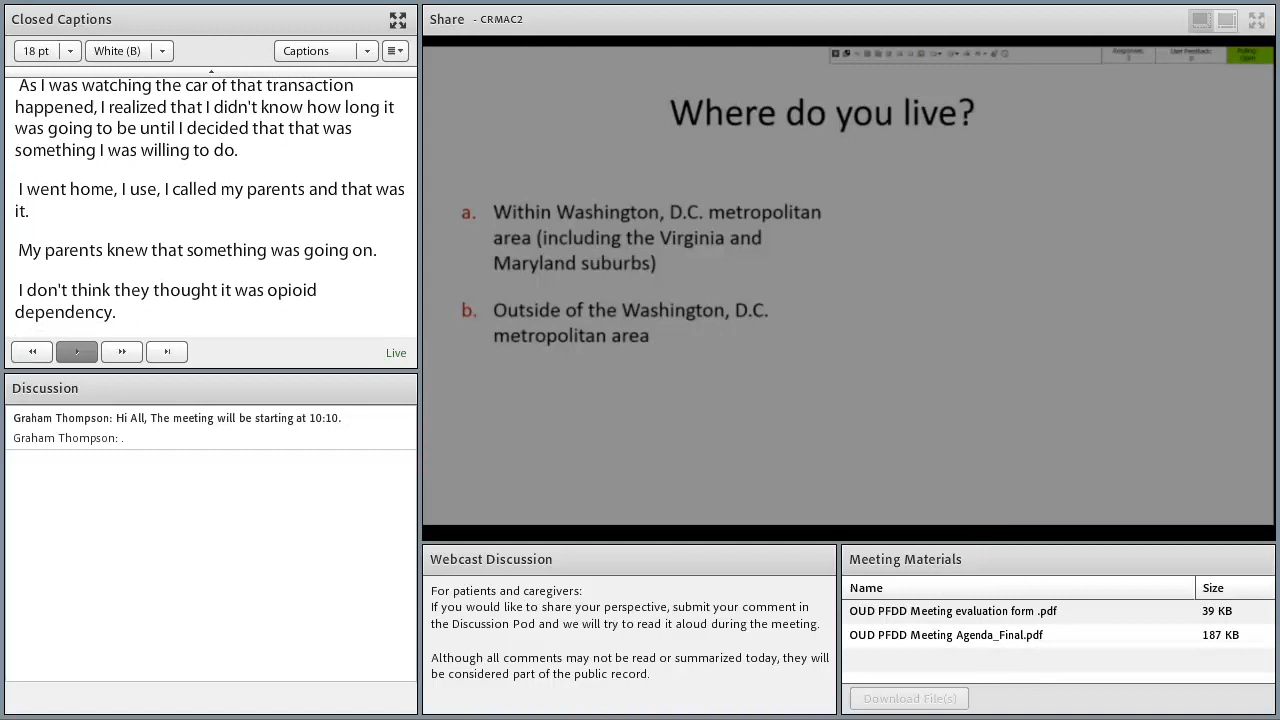 Closed Captions
18 pt
White (B)
Captions
As I was watching the car of that transaction
happened, I realized that I didn't know how long it
was going to be until I decided that that was
something I was willing to do.
I went home, I use, I called my parents and that was
it.
My parents knew that something was going on.
I don't think they thought it was opioid
dependency.
Live
Discussion
Graham Thompson: Hi All, The meeting will be starting at 10:10.
Graham Thompson: .
Share - CRMAC2
Where do you live?
a. Within Washington, D.C. metropolitan
area (including the Virginia and
Maryland suburbs)
b. Outside of the Washington, D.C.
metropolitan area
Webcast Discussion
For patients and caregivers:
If you would like to share your perspective, submit your comment in
the Discussion Pod and we will try to read it aloud during the meeting.
Although all comments may not be read or summarized today, they will
be considered part of the public record.
Meeting Materials
Name Size
OUD PFDD Meeting evaluation form .pdf 39 KB
OUD PFDD Meeting Agenda_Final.pdf 187 KB
Download File(s)